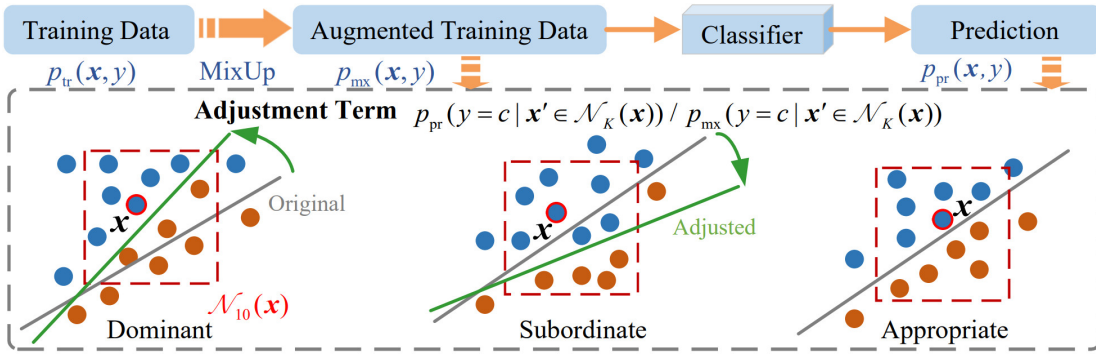 Training Data
Augmented Training Data
Classifier
Prediction
p_tr(x, y)
MixUp
p_mx(x, y)
p_pr(x, y)
Adjustment Term p_pr(y = c | x′ ∈ 𝒩_K(x)) / p_mx(y = c | x′ ∈ 𝒩_K(x))
x
Original
𝒩_10(x)
Dominant
x
Adjusted
Subordinate
x
Appropriate